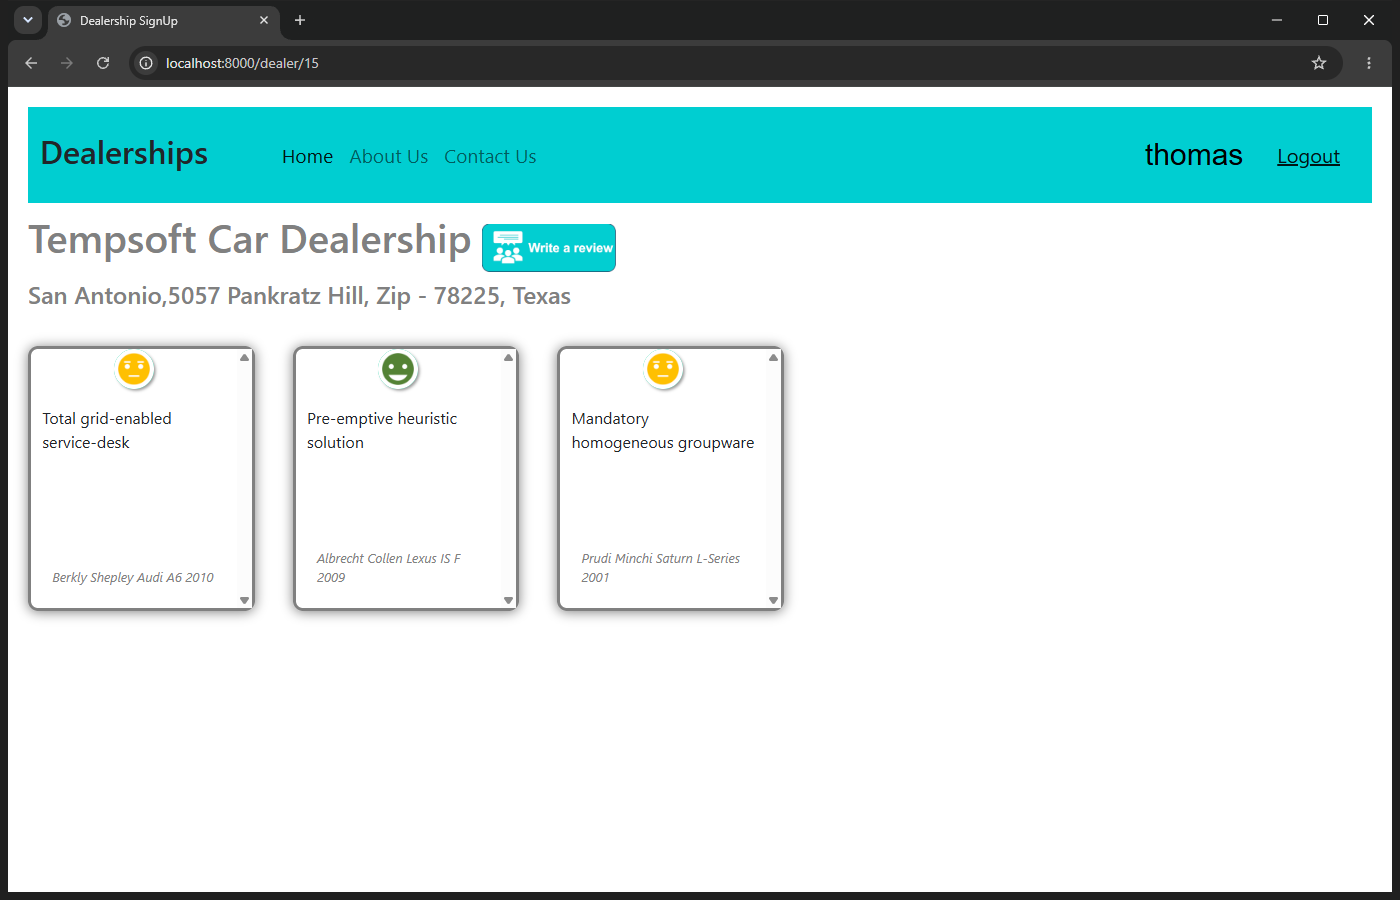 Dealership SignUp
localhost:8000/dealer/15
Dealerships Home About Us Contact Us thomas Logout
Tempsoft Car Dealership Write a review
San Antonio,5057 Pankratz Hill, Zip - 78225, Texas
Total grid-enabled
service-desk
Berkly Shepley Audi A6 2010
Pre-emptive heuristic
solution
Albrecht Collen Lexus IS F
2009
Mandatory
homogeneous groupware
Prudi Minchi Saturn L-Series
2001